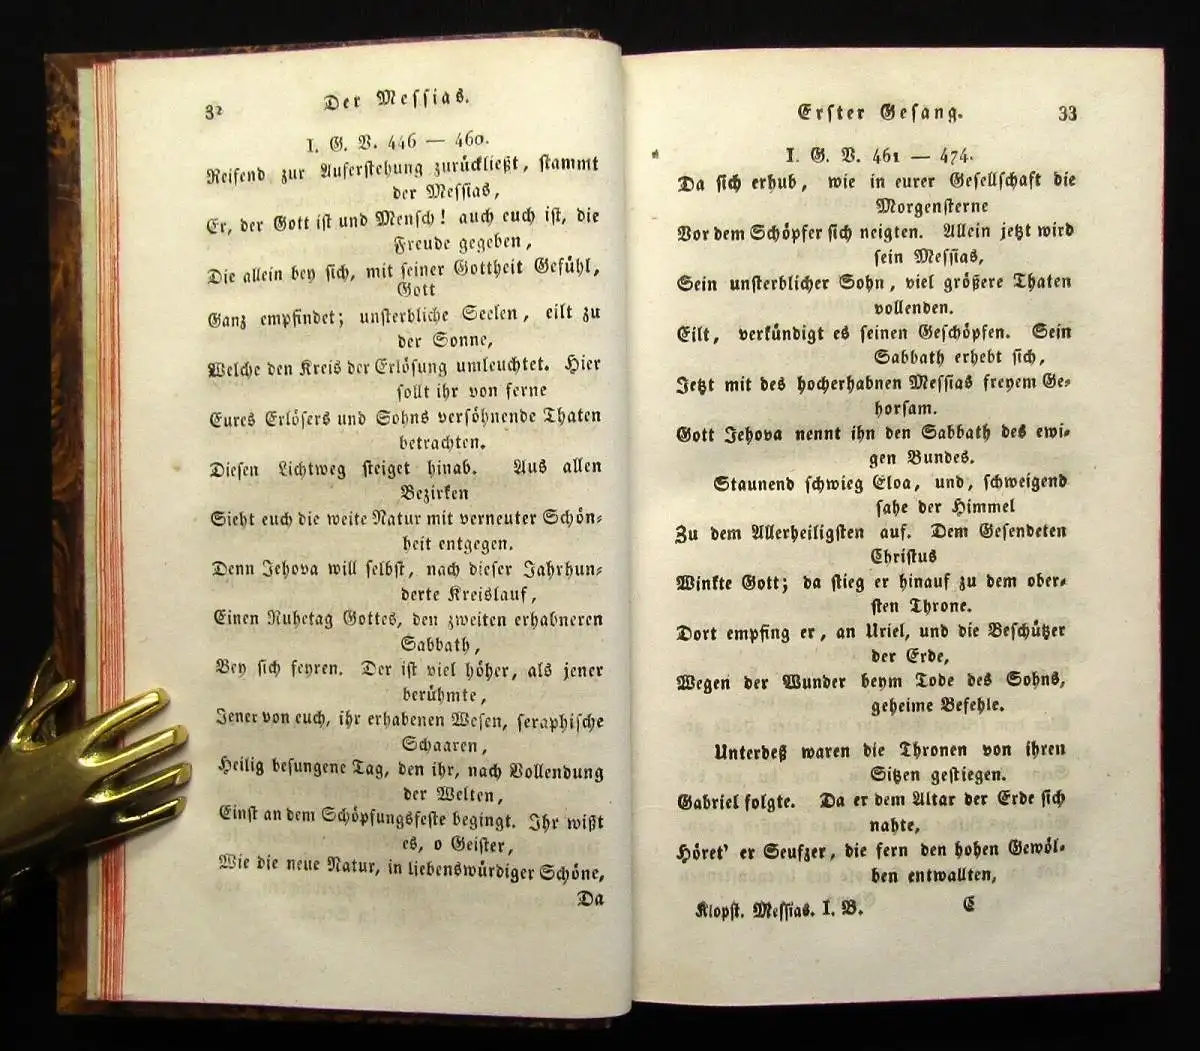 32
Der Messias.
I. G. V. 446 — 460.
Reifend zur Auferstehung zurückließt, stammt
der Messias,
Er, der Gott ist und Mensch! auch euch ist, die
Freude gegeben,
Die allein bey sich, mit seiner Gottheit Gefühl,
Gott
Ganz empfindet; unsterbliche Seelen, eilt zu
der Sonne,
Welche den Kreis der Erlösung umleuchtet. Hier
sollt ihr von ferne
Eures Erlösers und Sohns versöhnende Thaten
betrachten.
Diesen Lichtweg steiget hinab. Aus allen
Bezirken
Sieht euch die weite Natur mit verneuter Schön-
heit entgegen.
Denn Jehova will selbst, nach dieser Jahrhun-
derte Kreislauf,
Einen Ruhetag Gottes, den zweiten erhabneren
Sabbath,
Bey sich feyren. Der ist viel höher, als jener
berühmte,
Jener von euch, ihr erhabenen Wesen, seraphische
Schaaren,
Heilig besungene Tag, den ihr, nach Vollendung
der Welten,
Einst an dem Schöpfungsfeste begingt. Ihr wißt
es, o Geister,
Wie die neue Natur, in liebenswürdiger Schöne,
Da
Erster Gesang.
33
I. G. V. 461 — 474.
Da sich erhub, wie in eurer Gesellschaft die
Morgensterne
Vor dem Schöpfer sich neigten. Allein jetzt wird
sein Messias,
Sein unsterblicher Sohn, viel größere Thaten
vollenden.
Eilt, verkündigt es seinen Geschöpfen. Sein
Sabbath erhebt sich,
Jetzt mit des hocherhabnen Messias freyem Ge-
horsam.
Gott Jehova nennt ihn den Sabbath des ewi-
gen Bundes.
Staunend schwieg Eloa, und, schweigend
sahe der Himmel
Zu dem Allerheiligsten auf. Dem Gesendeten
Christus
Winkte Gott; da stieg er hinauf zu dem ober-
sten Throne.
Dort empfing er, an Uriel, und die Beschützer
der Erde,
Wegen der Wunder beym Tode des Sohns,
geheime Befehle.
Unterdeß waren die Thronen von ihren
Sitzen gestiegen.
Gabriel folgte. Da er dem Altar der Erde sich
nahte,
Höret' er Seufzer, die fern den hohen Gewöl-
ben entwallten,
Klopst. Messias. I. B.
C